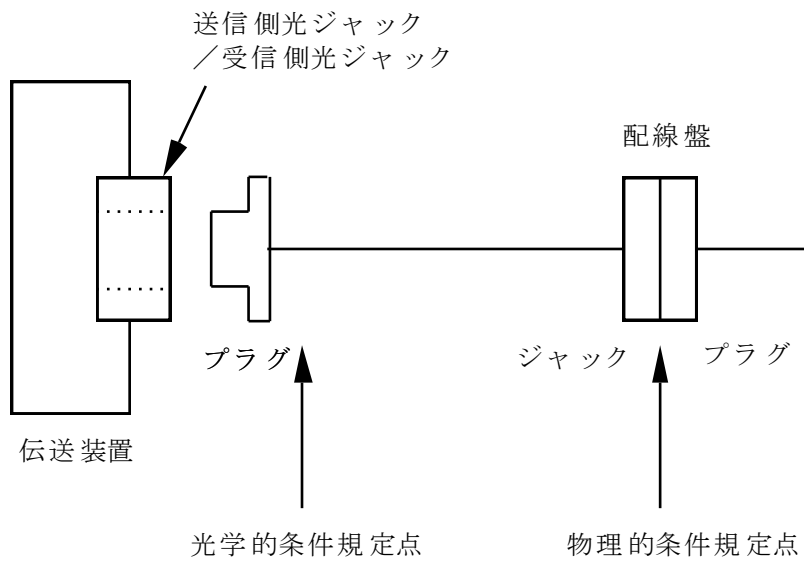 送信側光ジャック
／受信側光ジャック
配線盤
プラグ
ジャック
プラグ
伝送装置
光学的条件規定点
物理的条件規定点